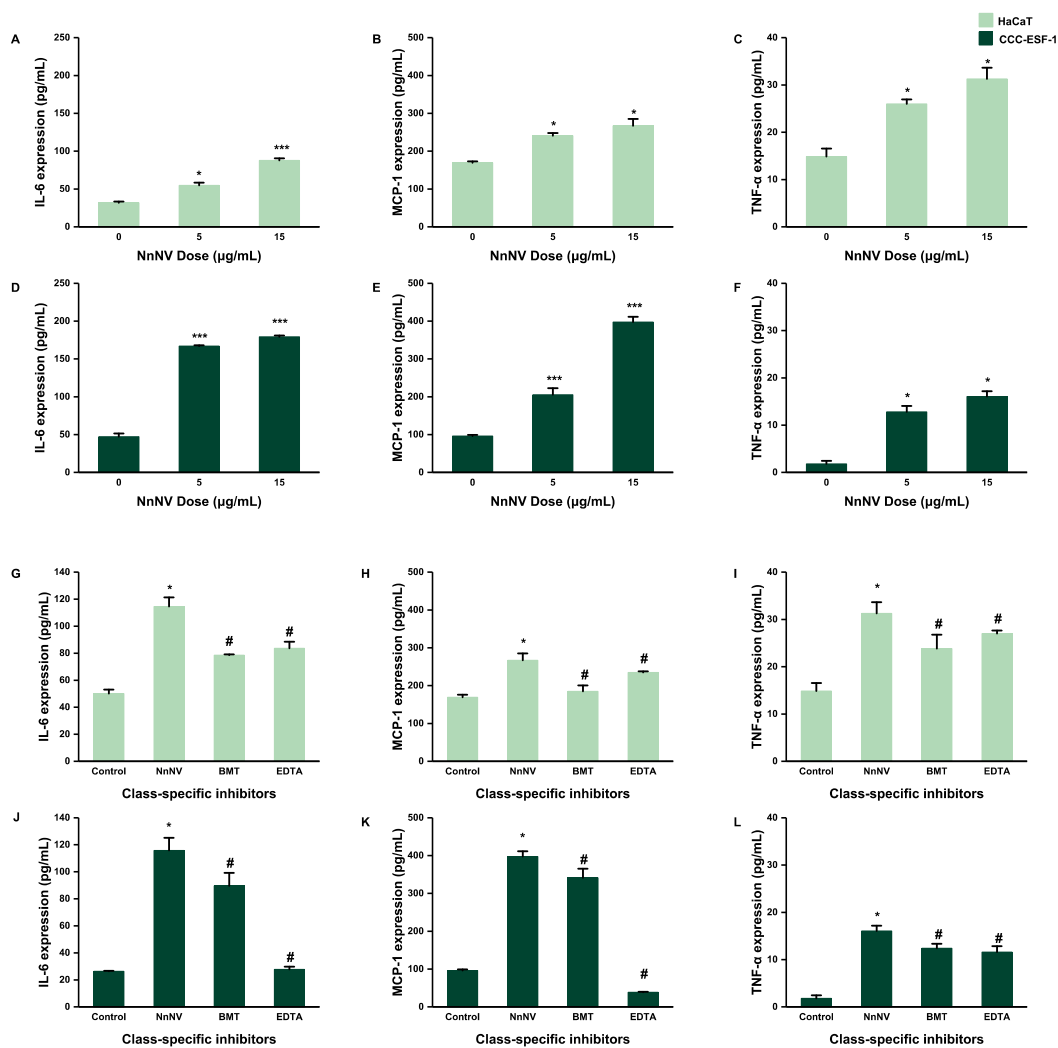 HaCaT
CCC-ESF-1
A
IL-6 expression (pg/mL)
250
200
150
100
50
0
*
***
0 5 15
NnNV Dose (µg/mL)
B
MCP-1 expression (pg/mL)
500
400
300
200
100
0
*
*
0 5 15
NnNV Dose (µg/mL)
C
TNF-α expression (pg/mL)
40
30
20
10
0
*
*
0 5 15
NnNV Dose (µg/mL)
D
IL-6 expression (pg/mL)
250
200
150
100
50
0
***
***
0 5 15
NnNV Dose (µg/mL)
E
MCP-1 expression (pg/mL)
500
400
300
200
100
0
***
***
0 5 15
NnNV Dose (µg/mL)
F
TNF-α expression (pg/mL)
40
30
20
10
0
*
*
0 5 15
NnNV Dose (µg/mL)
G
IL-6 expression (pg/mL)
140
120
100
80
60
40
20
0
*
#
#
Control NnNV BMT EDTA
Class-specific inhibitors
H
MCP-1 expression (pg/mL)
500
400
300
200
100
0
*
#
#
Control NnNV BMT EDTA
Class-specific inhibitors
I
TNF-α expression (pg/mL)
40
30
20
10
0
*
#
#
Control NnNV BMT EDTA
Class-specific inhibitors
J
IL-6 expression (pg/mL)
140
120
100
80
60
40
20
0
*
#
#
Control NnNV BMT EDTA
Class-specific inhibitors
K
MCP-1 expression (pg/mL)
500
400
300
200
100
0
*
#
#
Control NnNV BMT EDTA
Class-specific inhibitors
L
TNF-α expression (pg/mL)
40
30
20
10
0
*
#
#
Control NnNV BMT EDTA
Class-specific inhibitors